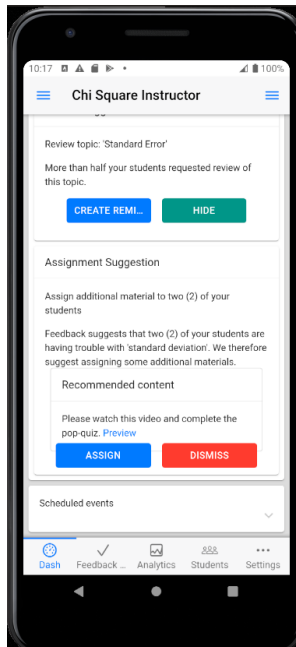 10:17
100%
Chi Square Instructor
Review topic: 'Standard Error'
More than half your students requested review of
this topic.
CREATE REMI...
HIDE
Assignment Suggestion
Assign additional material to two (2) of your
students
Feedback suggests that two (2) of your students are
having trouble with 'standard deviation'. We therefore
suggest assigning some additional materials.
Recommended content
Please watch this video and complete the
pop-quiz. Preview
ASSIGN
DISMISS
Scheduled events
Dash
Feedback ...
Analytics
Students
Settings